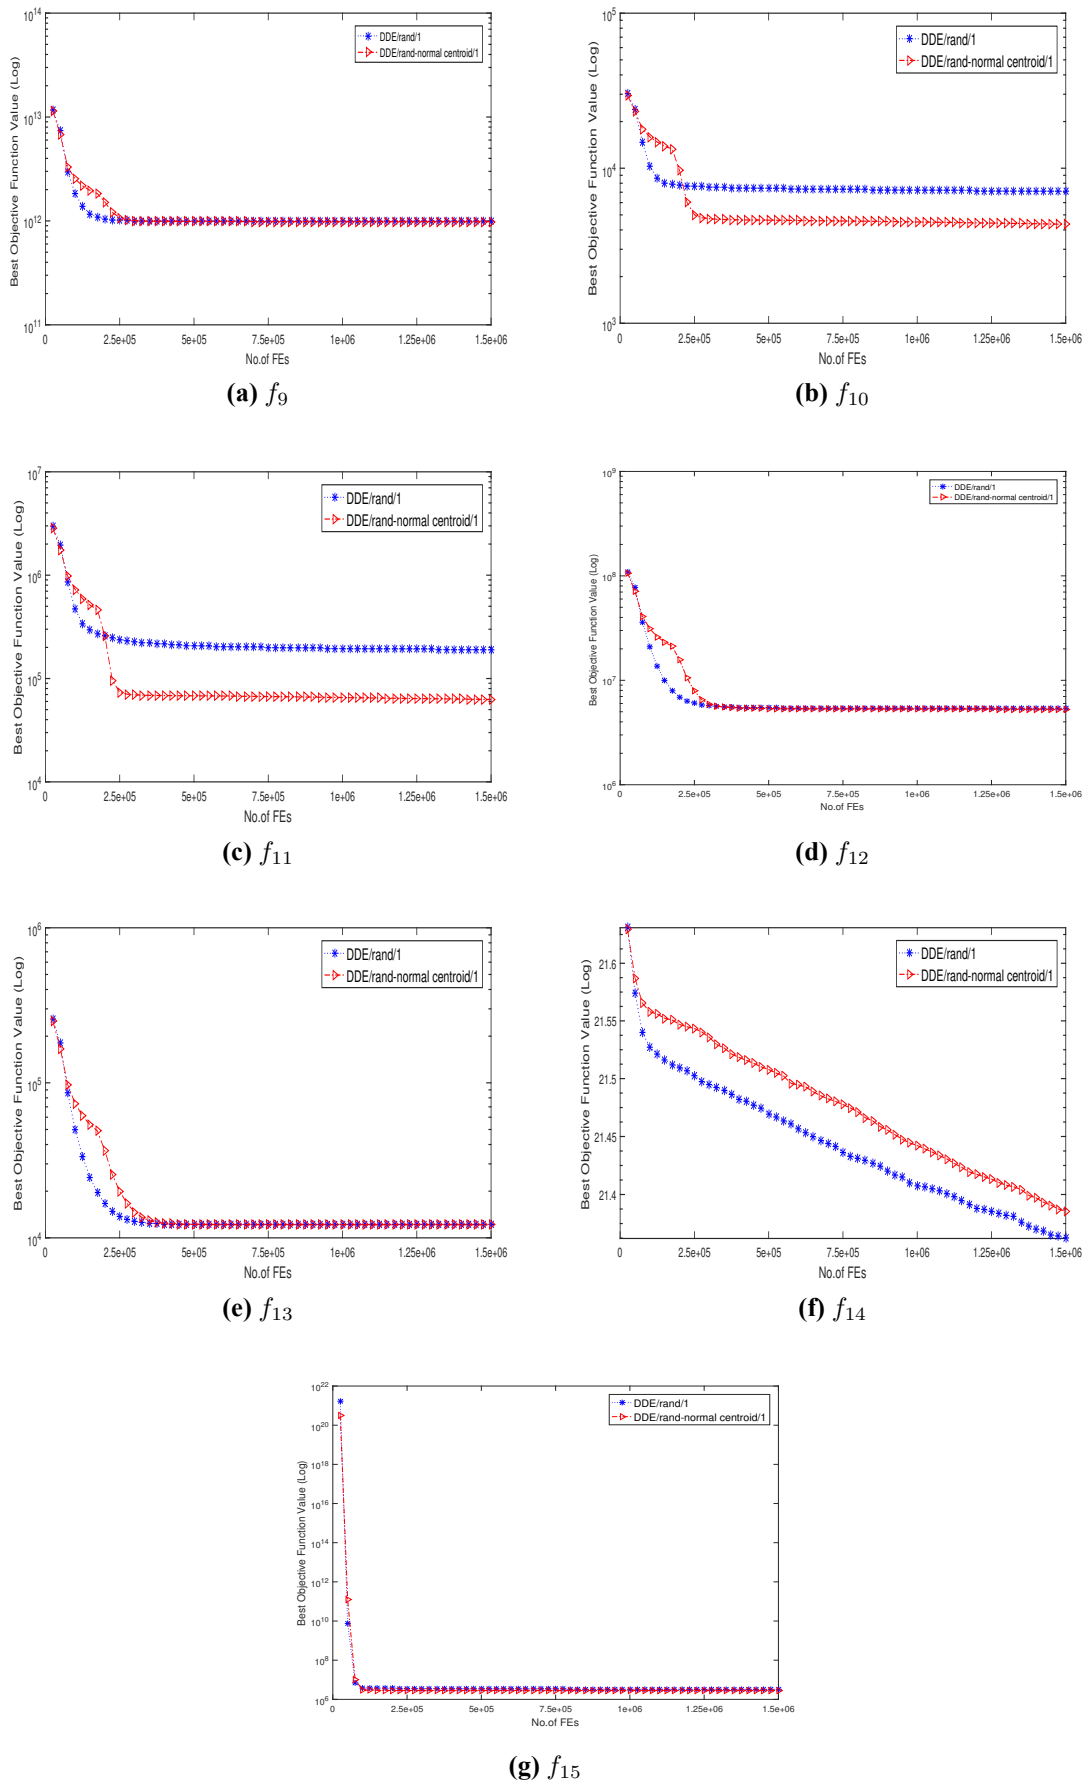 10^14
10^13
10^12
10^11
Best Objective Function Value (Log)
DDE/rand/1
DDE/rand-normal centroid/1
0 2.5e+05 5e+05 7.5e+05 1e+06 1.25e+06 1.5e+06
No.of FEs
(a) f9
10^5
10^4
10^3
Best Objective Function Value (Log)
DDE/rand/1
DDE/rand-normal centroid/1
0 2.5e+05 5e+05 7.5e+05 1e+06 1.25e+06 1.5e+06
No.of FEs
(b) f10
10^7
10^6
10^5
10^4
Best Objective Function Value (Log)
DDE/rand/1
DDE/rand-normal centroid/1
0 2.5e+05 5e+05 7.5e+05 1e+06 1.25e+06 1.5e+06
No.of FEs
(c) f11
10^9
10^8
10^7
10^6
Best Objective Function Value (Log)
DDE/rand/1
DDE/rand-normal centroid/1
0 2.5e+05 5e+05 7.5e+05 1e+06 1.25e+06 1.5e+06
No.of FEs
(d) f12
10^6
10^5
10^4
Best Objective Function Value (Log)
DDE/rand/1
DDE/rand-normal centroid/1
0 2.5e+05 5e+05 7.5e+05 1e+06 1.25e+06 1.5e+06
No.of FEs
(e) f13
21.6
21.55
21.5
21.45
21.4
Best Objective Function Value (Log)
DDE/rand/1
DDE/rand-normal centroid/1
0 2.5e+05 5e+05 7.5e+05 1e+06 1.25e+06 1.5e+06
No.of FEs
(f) f14
10^22
10^20
10^18
10^16
10^14
10^12
10^10
10^8
10^6
Best Objective Function Value (Log)
DDE/rand/1
DDE/rand-normal centroid/1
0 2.5e+05 5e+05 7.5e+05 1e+06 1.25e+06 1.5e+06
No.of FEs
(g) f15